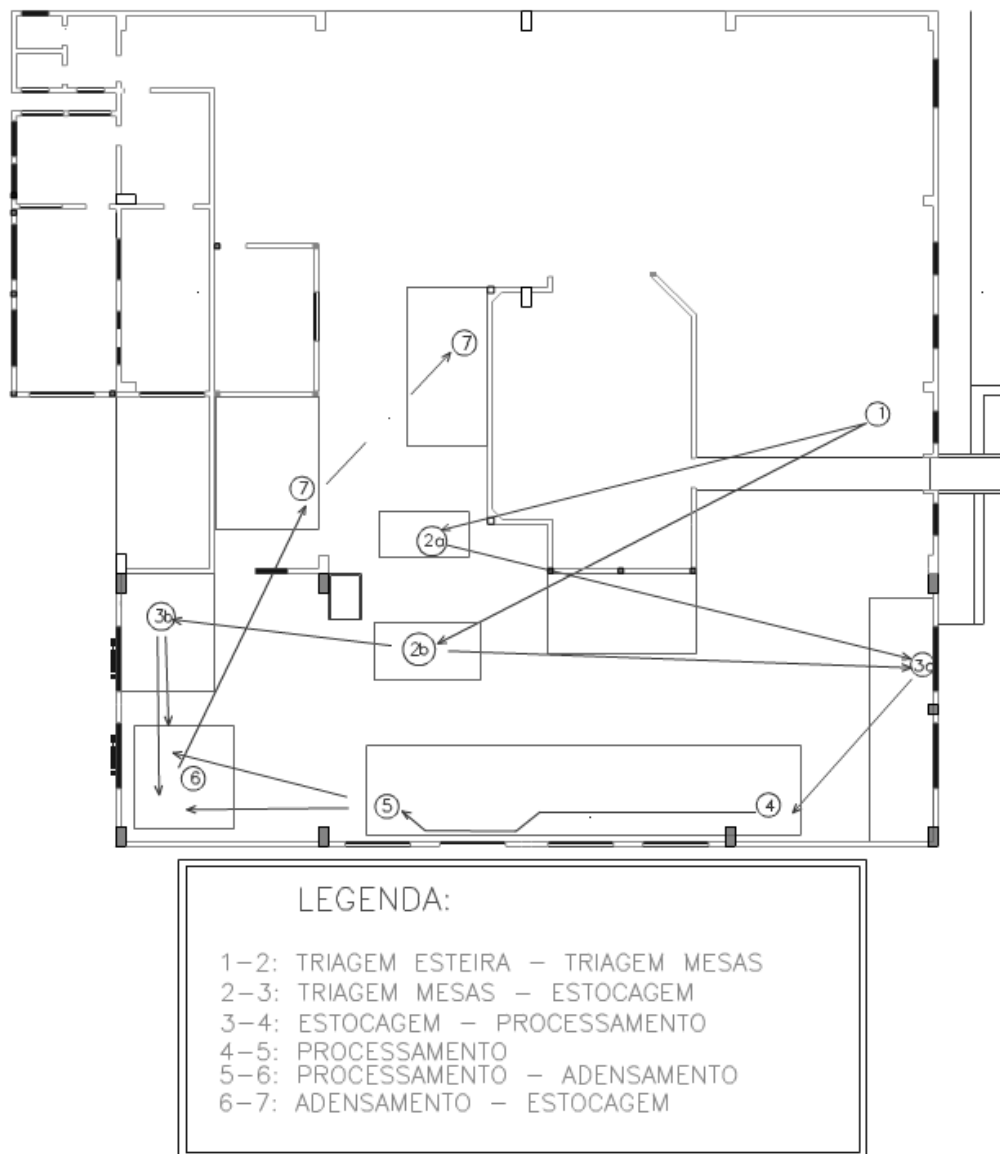 7
1
7
2a
3b
2b
3a
6
5
4
LEGENDA:
1-2: TRIAGEM ESTEIRA - TRIAGEM MESAS
2-3: TRIAGEM MESAS - ESTOCAGEM
3-4: ESTOCAGEM - PROCESSAMENTO
4-5: PROCESSAMENTO
5-6: PROCESSAMENTO - ADENSAMENTO
6-7: ADENSAMENTO - ESTOCAGEM